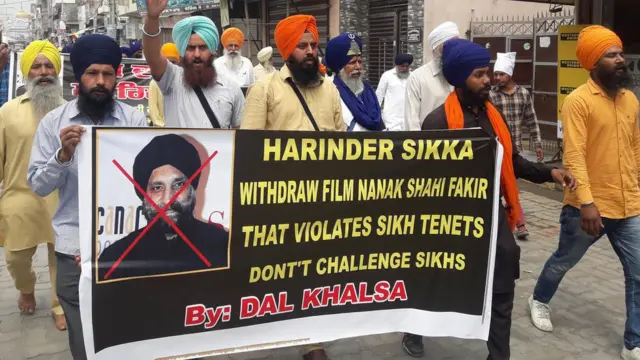 HARINDER SIKKA
WITHDRAW FILM NANAK SHAHI FAKIR
THAT VIOLATES SIKH TENETS
DON'T CHALLENGE SIKHS
By: DAL KHALSA